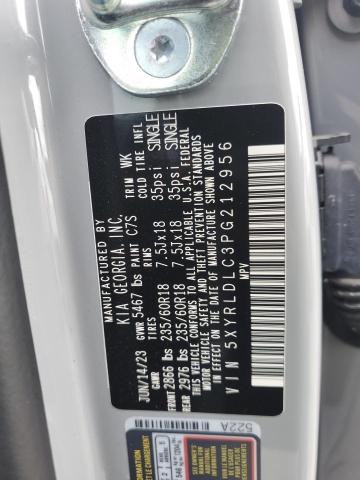 MANUFACTURED BY
KIA GEORGIA, INC.
JUN/14/23 GVWR 5467 lbs PAINT C7S TRIM WK
GAWR TIRES RIMS COLD TIRE INFL
FRONT 2866 lbs 235/60R18 7.5Jx18 35psi SINGLE
REAR 2976 lbs 235/60R18 7.5Jx18 35psi SINGLE
THIS VEHICLE CONFORMS TO ALL APPLICABLE U.S.A. FEDERAL
MOTOR VEHICLE SAFETY STANDARDS IN EFFECT
ON THE DATE OF MANUFACTURE SHOWN ABOVE
VIN 5XYRLDLC3PG212956
MPV
522A